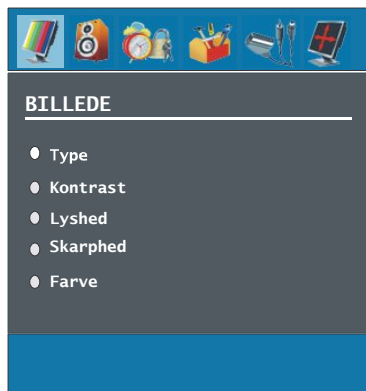 BILLEDE
Type
Kontrast
Lyshed
Skarphed
Farve